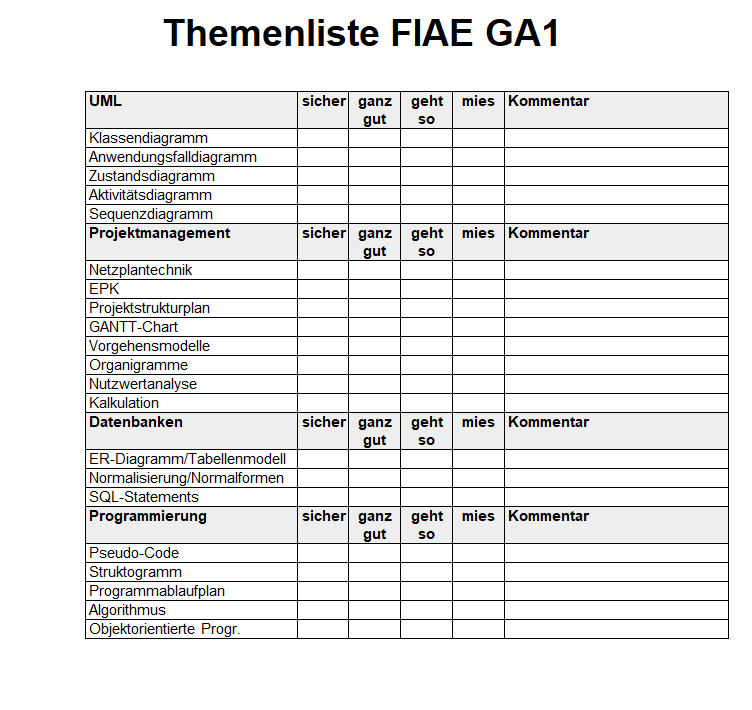 Themenliste FIAE GA1
UML sicher ganz gut geht so mies Kommentar
Klassendiagramm
Anwendungsfalldiagramm
Zustandsdiagramm
Aktivitätsdiagramm
Sequenzdiagramm
Projektmanagement sicher ganz gut geht so mies Kommentar
Netzplantechnik
EPK
Projektstrukturplan
GANTT-Chart
Vorgehensmodelle
Organigramme
Nutzwertanalyse
Kalkulation
Datenbanken sicher ganz gut geht so mies Kommentar
ER-Diagramm/Tabellenmodell
Normalisierung/Normalformen
SQL-Statements
Programmierung sicher ganz gut geht so mies Kommentar
Pseudo-Code
Struktogramm
Programmablaufplan
Algorithmus
Objektorientierte Progr.